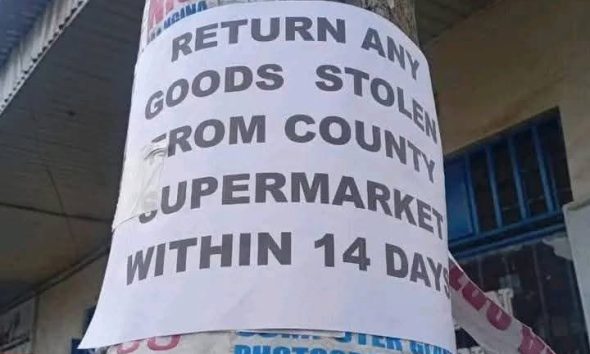 RETURN ANY
GOODS STOLEN
FROM COUNTY
SUPERMARKET
WITHIN 14 DAYS